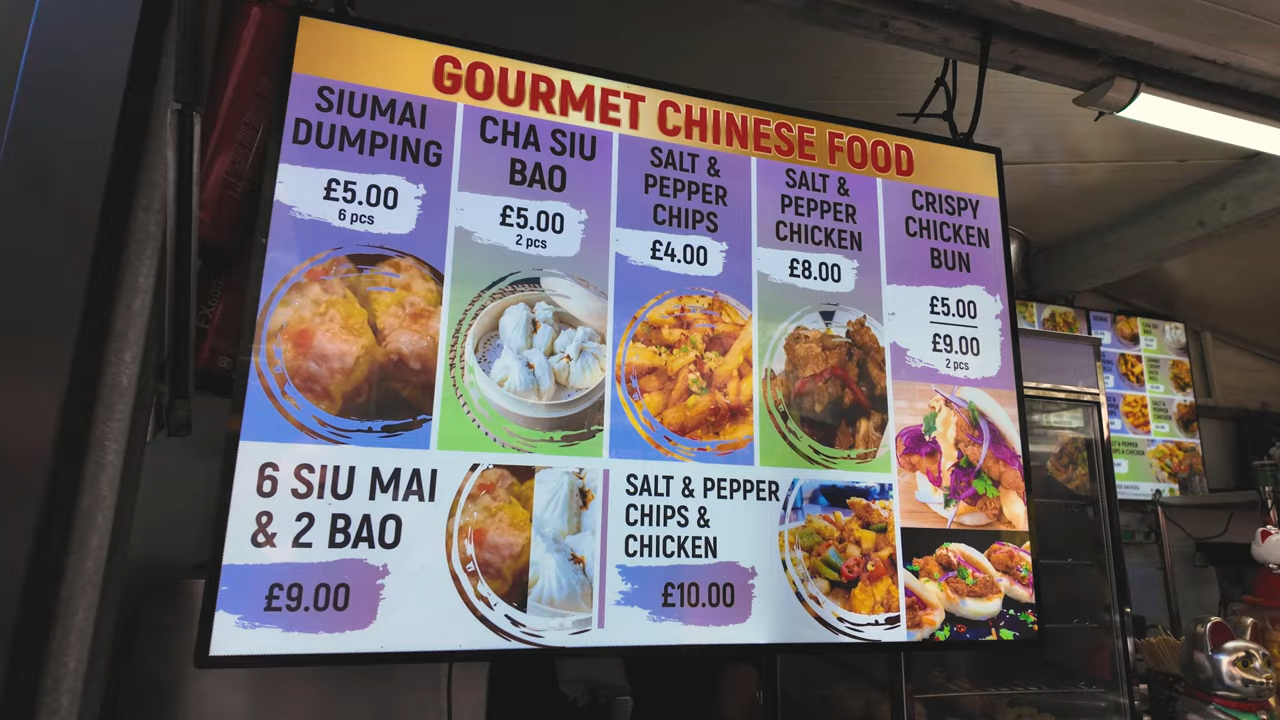 GOURMET CHINESE FOOD
SIUMAI
DUMPING
£5.00
6 pcs
CHA SIU
BAO
£5.00
2 pcs
SALT &
PEPPER
CHIPS
£4.00
SALT &
PEPPER
CHICKEN
£8.00
CRISPY
CHICKEN
BUN
£5.00
£9.00
2 pcs
6 SIU MAI
& 2 BAO
£9.00
SALT & PEPPER
CHIPS &
CHICKEN
£10.00